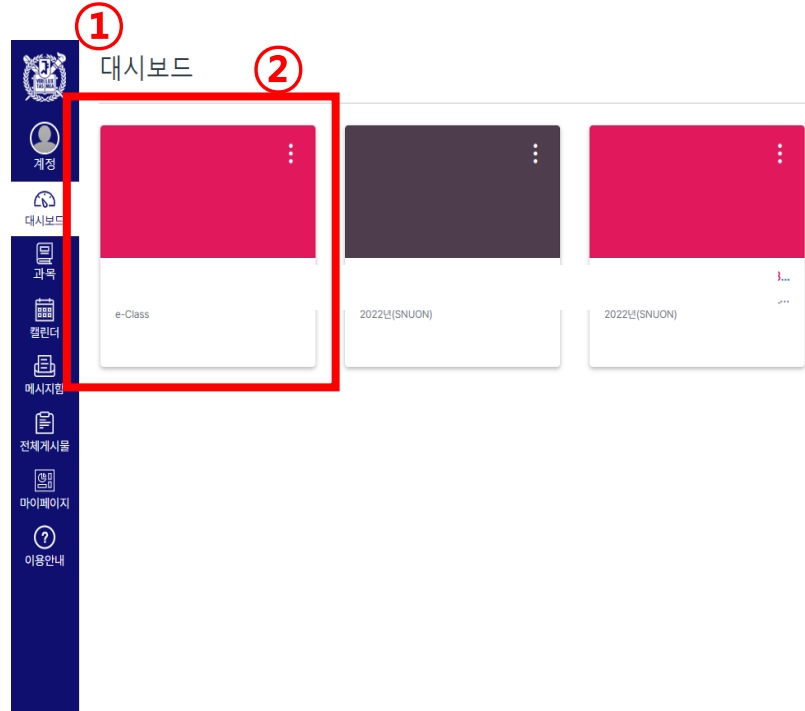 ①
대시보드
②
계정
대시보드
과목
캘린더
메시지함
전체게시물
마이페이지
이용안내
e-Class
2022년(SNUON)
2022년(SNUON)